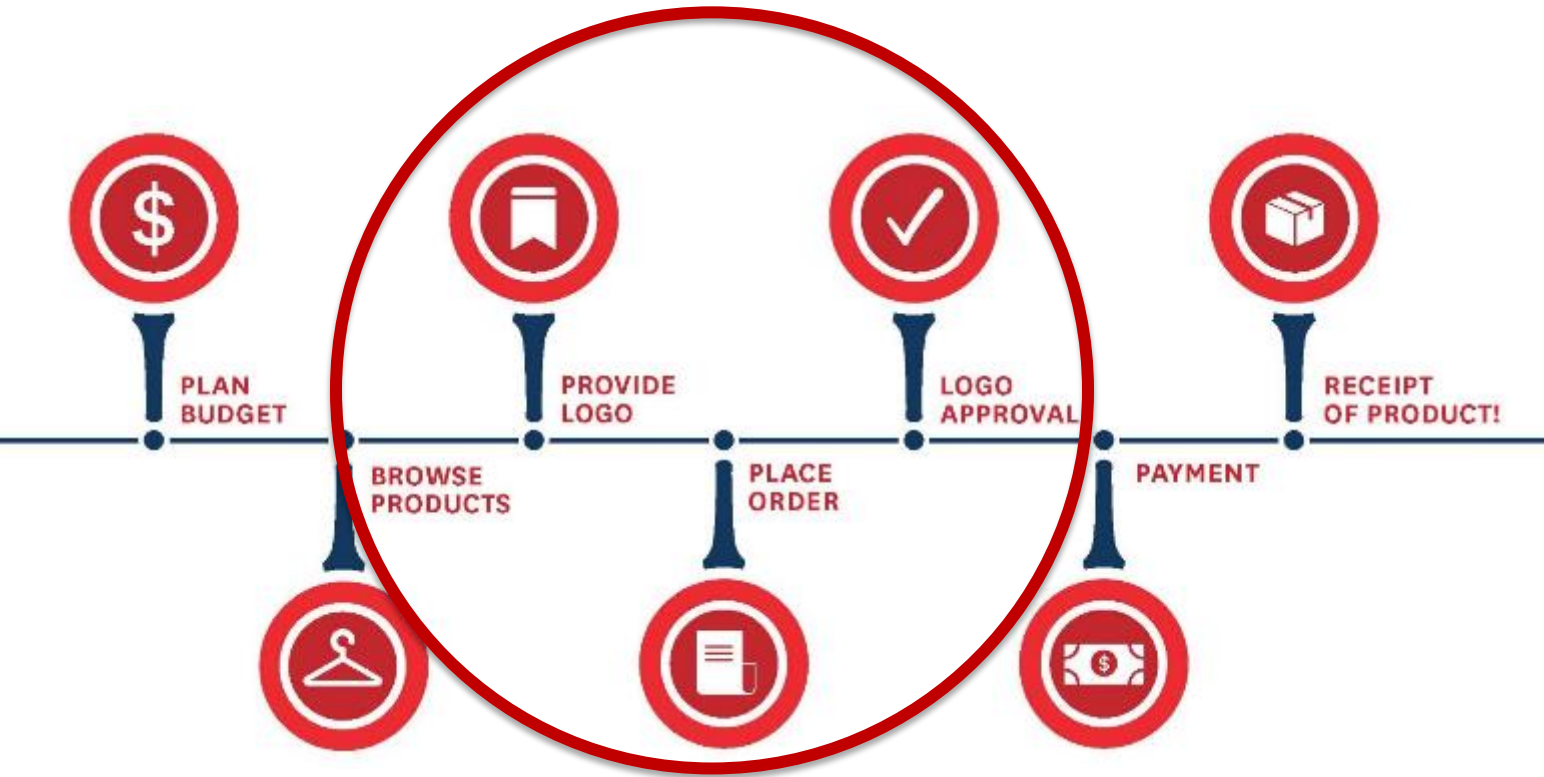 $
PLAN
BUDGET
BROWSE
PRODUCTS
PROVIDE
LOGO
PLACE
ORDER
LOGO
APPROVAL
PAYMENT
$
RECEIPT
OF PRODUCT!